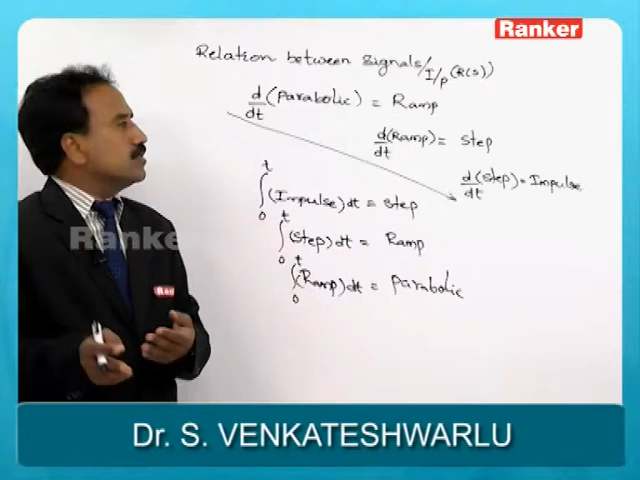 Ranker
Relation between signals/I/p (R(s))
d/dt (Parabolic) = Ramp
d/dt (Ramp) = step
d/dt (step) = Impulse
∫₀ᵗ (Impulse) dt = step
∫₀ᵗ (step) dt = Ramp
∫₀ᵗ (Ramp) dt = parabolic
Ranker
Ran
Dr. S. VENKATESHWARLU